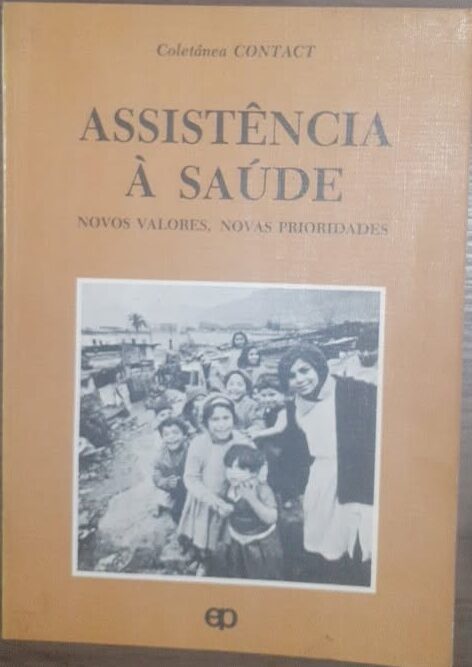 Coletânea CONTACT
ASSISTÊNCIA
À SAÚDE
NOVOS VALORES, NOVAS PRIORIDADES
ep